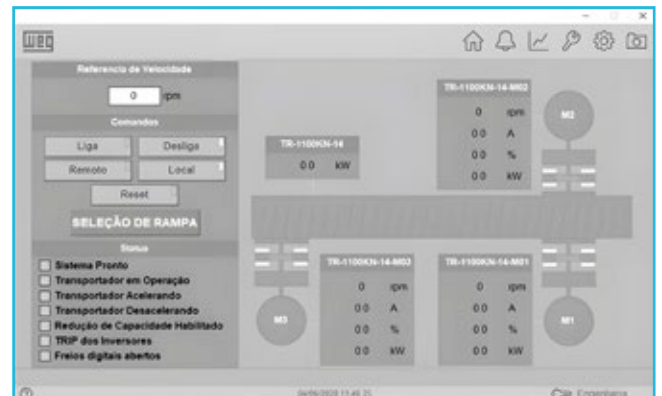 WEG
Referencia de Velocidade
0 rpm
Comandos
Liga Desliga
Remoto Local
Reset
SELEÇÃO DE RAMPA
Status
Sistema Pronto
Transportador em Operação
Transportador Acelerando
Transportador Desacelerando
Redução de Capacidade Habilitado
TRIP dos Inversores
Freios digitais abertos
TR-1100KN-14
0.0 kW
TR-1100KN-14-M02
0 rpm
0.0 A
0.0 %
0.0 kW
M2
TR-1100KN-14-M03
0 rpm
0.0 A
0.0 %
0.0 kW
M3
TR-1100KN-14-M01
0 rpm
0.0 A
0.0 %
0.0 kW
M1
Engenharia